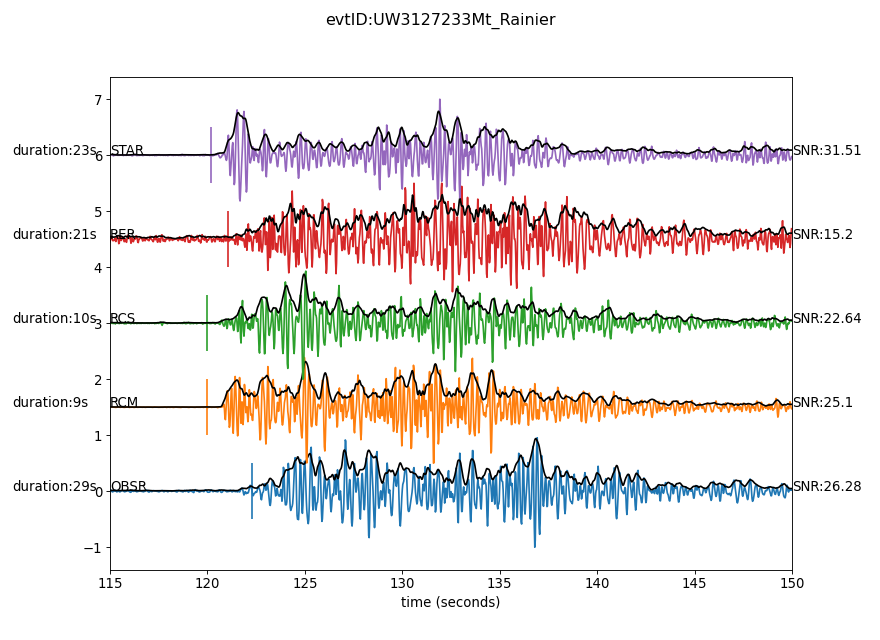 evtID:UW3127233Mt_Rainier
7
duration:23s STAR SNR:31.51
6
5
duration:21s RER SNR:15.2
4
duration:10s RCS SNR:22.64
3
2
duration:9s RCM SNR:25.1
1
duration:29s OBSR SNR:26.28
0
−1
115 120 125 130 135 140 145 150
time (seconds)